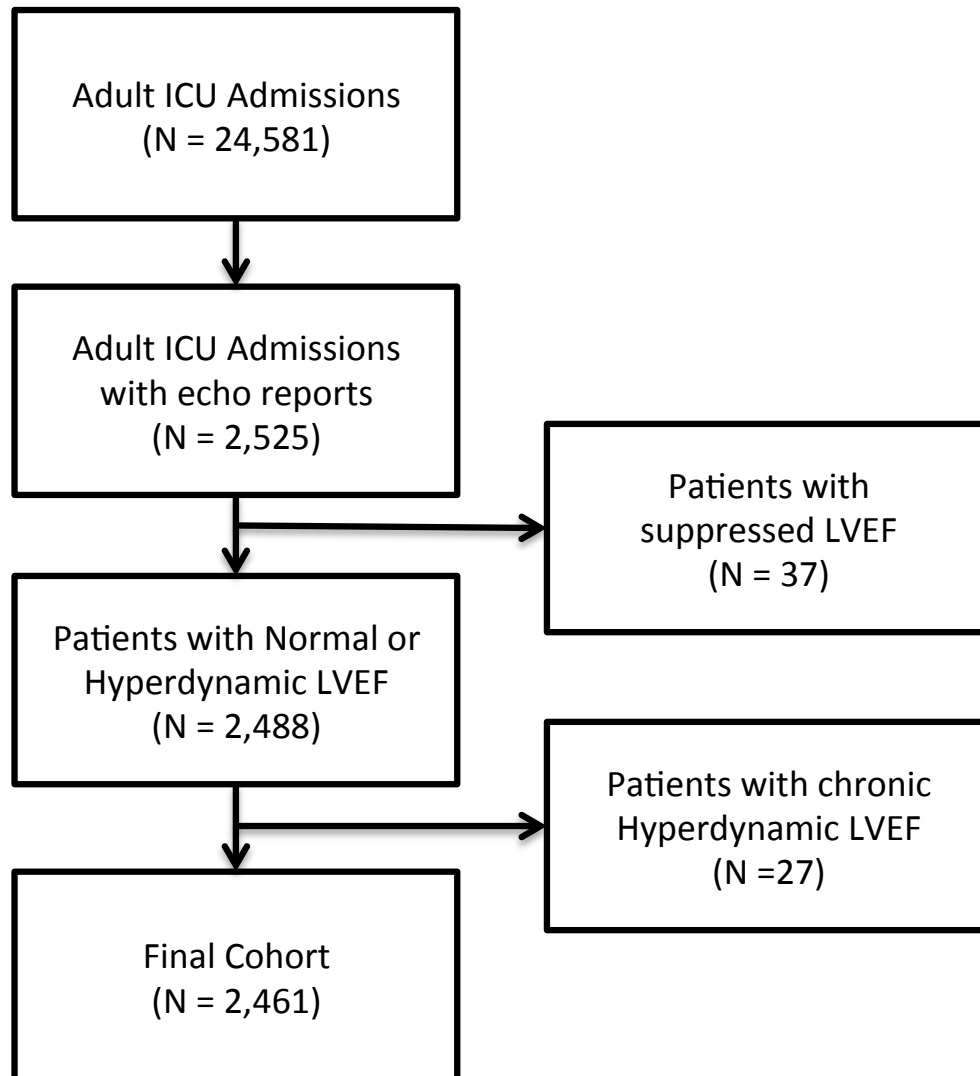 Adult ICU Admissions
(N = 24,581)
Adult ICU Admissions
with echo reports
(N = 2,525)
Patients with
suppressed LVEF
(N = 37)
Patients with Normal or
Hyperdynamic LVEF
(N = 2,488)
Patients with chronic
Hyperdynamic LVEF
(N =27)
Final Cohort
(N = 2,461)